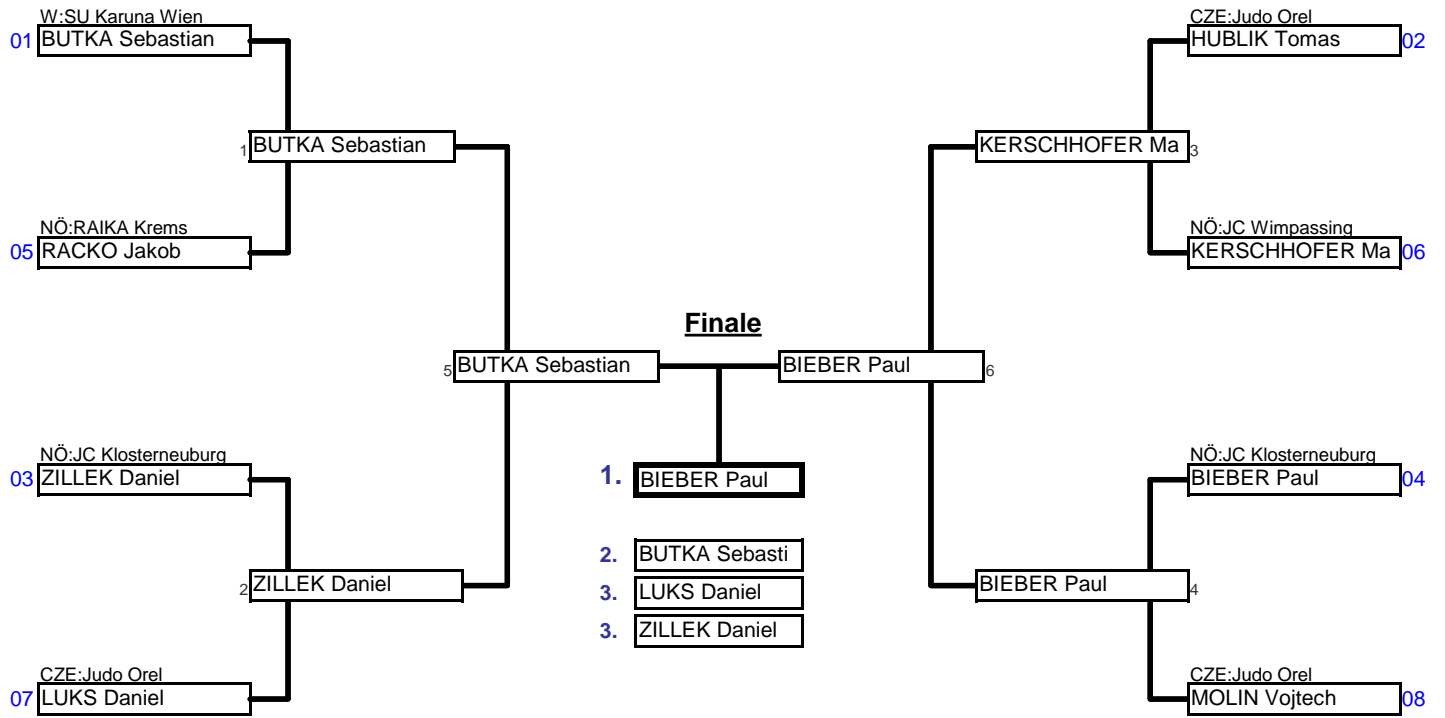 W:SU Karuna Wien
01 BUTKA Sebastian
1 BUTKA Sebastian
NÖ:RAIKA Krems
05 RACKO Jakob
5 BUTKA Sebastian
NÖ:JC Klosterneuburg
03 ZILLEK Daniel
2 ZILLEK Daniel
CZE:Judo Orel
07 LUKS Daniel
Finale
1. BIEBER Paul
2. BUTKA Sebasti
3. LUKS Daniel
3. ZILLEK Daniel
CZE:Judo Orel
HUBLIK Tomas 02
KERSCHHOFER Ma 3
NÖ:JC Wimpassing
KERSCHHOFER Ma 06
BIEBER Paul 6
NÖ:JC Klosterneuburg
BIEBER Paul 04
BIEBER Paul 4
CZE:Judo Orel
MOLIN Vojtech 08